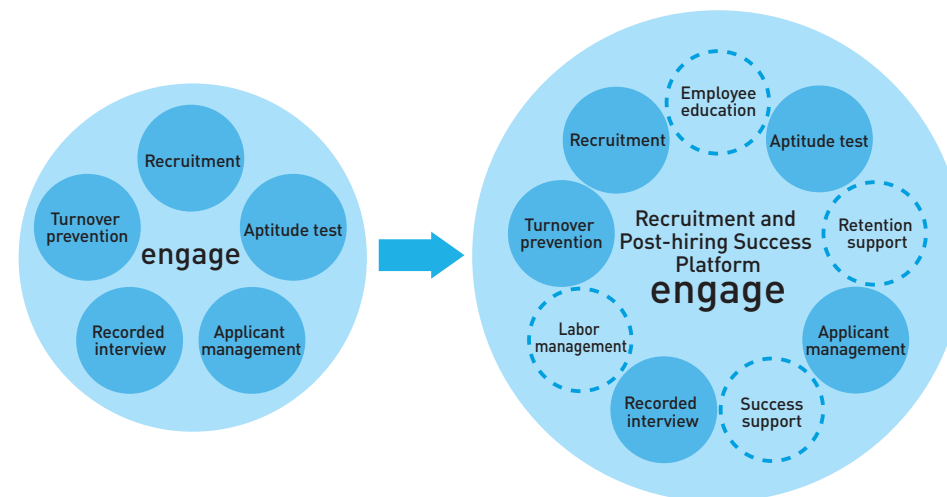 Recruitment
Turnover
prevention
Aptitude test
engage
Recorded
interview
Applicant
management
Employee
education
Recruitment
Aptitude test
Turnover
prevention
Recruitment and
Post-hiring Success
Platform
engage
Retention
support
Labor
management
Applicant
management
Recorded
interview
Success
support